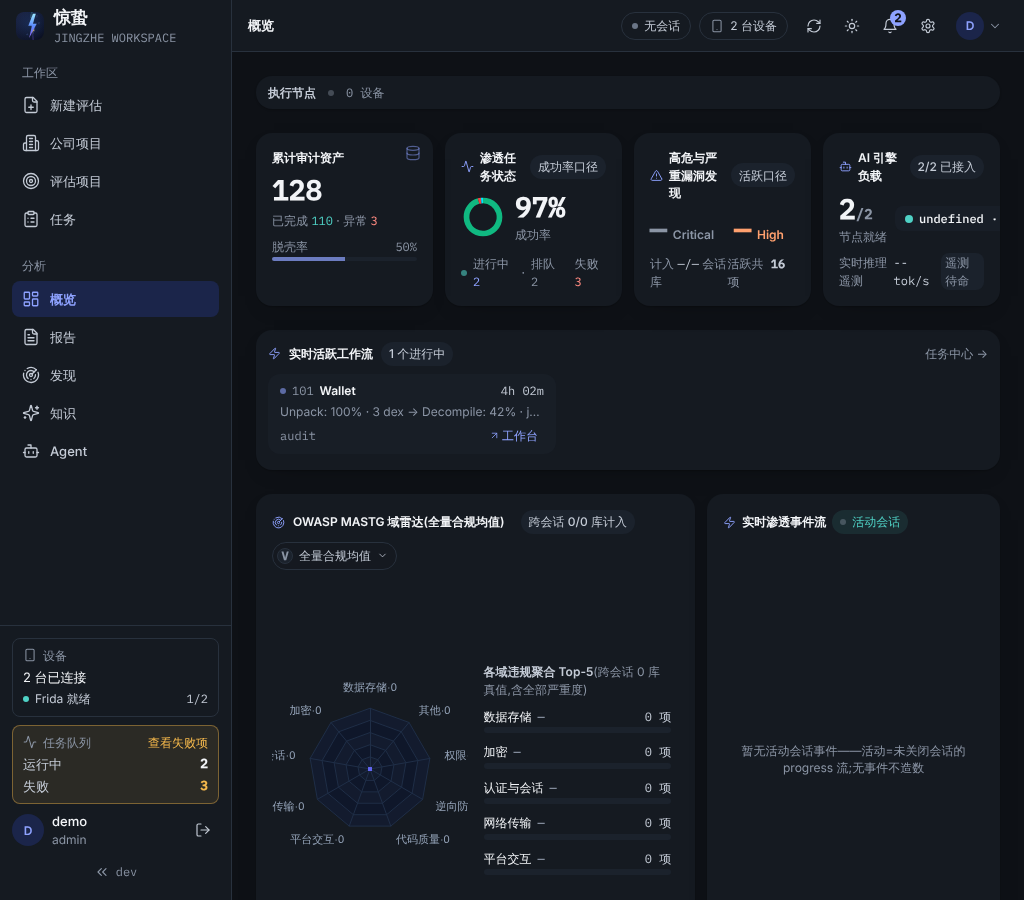 惊蛰
JINGZHE WORKSPACE
工作区
新建评估
公司项目
评估项目
任务
分析
概览
报告
发现
知识
Agent
设备
2 台已连接
Frida 就绪 1/2
任务队列 查看失败项
运行中 2
失败 3
D demo
admin
dev
概览 无会话 2 台设备 2 D
执行节点 0 设备
累计审计资产
128
已完成 110 · 异常 3
脱壳率 50%
渗透任务状态 成功率口径
97%
成功率
进行中 2 · 排队 2 失败 3
高危与严重漏洞发现 活跃口径
Critical High
计入 —/— 会话库 活跃共 16 项
AI 引擎负载 2/2 已接入
2/2 undefined ·
节点就绪
实时推理遥测 -- tok/s 遥测待命
实时活跃工作流 1 个进行中 任务中心 →
101 Wallet 4h 02m
Unpack: 100% · 3 dex → Decompile: 42% · j...
audit 工作台
OWASP MASTG 域雷达(全量合规均值) 跨会话 0/0 库计入
V 全量合规均值
数据存储·0
其他·0
权限
逆向防
代码质量·0
平台交互·0
传输·0
话·0
加密·0
各域违规聚合 Top-5(跨会话 0 库
真值,含全部严重度)
数据存储 — 0 项
加密 — 0 项
认证与会话 — 0 项
网络传输 — 0 项
平台交互 — 0 项
实时渗透事件流 活动会话
暂无活动会话事件——活动=未关闭会话的
progress 流;无事件不造数